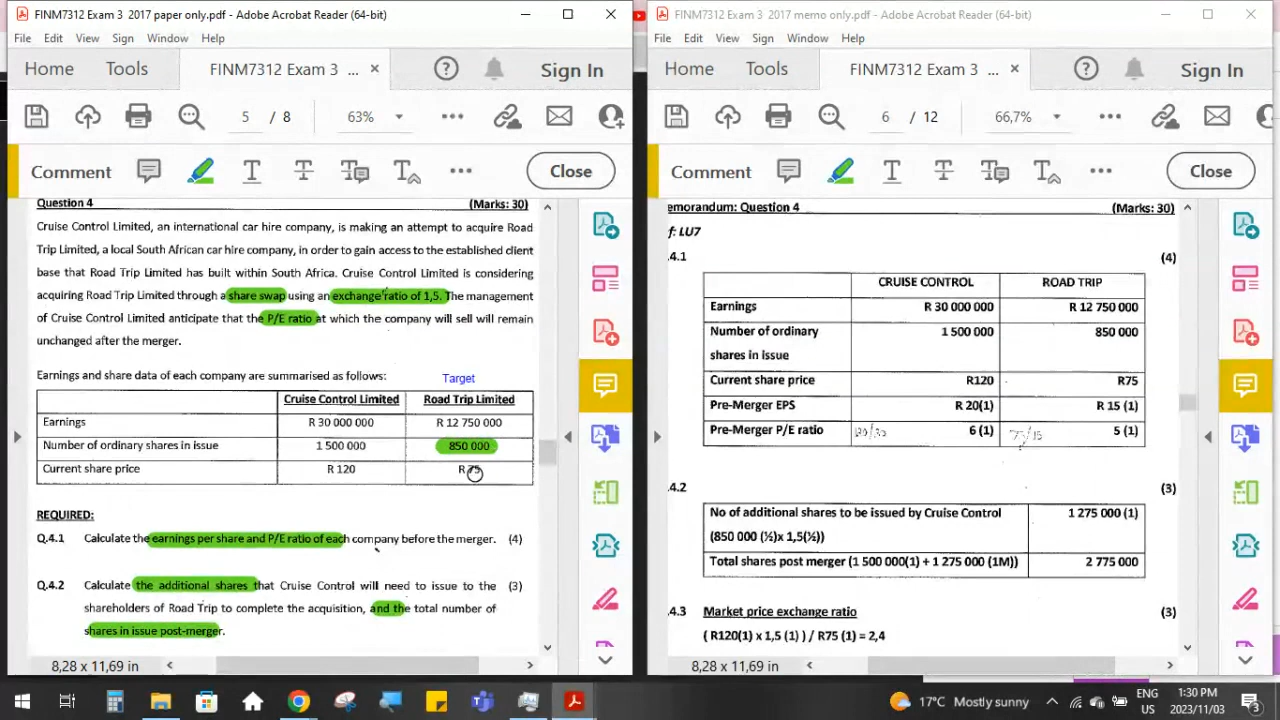 FINM7312 Exam 3 2017 paper only.pdf - Adobe Acrobat Reader (64-bit)
File Edit View Sign Window Help
Home Tools FINM7312 Exam 3 ... × ? Sign In
5 / 8 63% ...
Comment ... Close
Question 4 (Marks: 30)
Cruise Control Limited, an international car hire company, is making an attempt to acquire Road
Trip Limited, a local South African car hire company, in order to gain access to the established client
base that Road Trip Limited has built within South Africa. Cruise Control Limited is considering
acquiring Road Trip Limited through a share swap using an exchange ratio of 1,5. The management
of Cruise Control Limited anticipate that the P/E ratio at which the company will sell will remain
unchanged after the merger.
Earnings and share data of each company are summarised as follows: Target
Cruise Control Limited Road Trip Limited
Earnings R 30 000 000 R 12 750 000
Number of ordinary shares in issue 1 500 000 850 000
Current share price R 120 R 75
REQUIRED:
Q.4.1 Calculate the earnings per share and P/E ratio of each company before the merger. (4)
Q.4.2 Calculate the additional shares that Cruise Control will need to issue to the (3)
shareholders of Road Trip to complete the acquisition, and the total number of
shares in issue post-merger.
8,28 x 11,69 in
FINM7312 Exam 3 2017 memo only.pdf - Adobe Acrobat Reader (64-bit)
File Edit View Sign Window Help
Home Tools FINM7312 Exam 3 ... × ? Sign In
6 / 12 66,7% ...
Comment ... Close
emorandum: Question 4 (Marks: 30)
f: LU7
.4.1 (4)
CRUISE CONTROL ROAD TRIP
Earnings R 30 000 000 R 12 750 000
Number of ordinary 1 500 000 850 000
shares in issue
Current share price R120 R75
Pre-Merger EPS R 20(1) R 15 (1)
Pre-Merger P/E ratio 6 (1) 75/15 5 (1)
.4.2 (3)
No of additional shares to be issued by Cruise Control 1 275 000 (1)
(850 000 (½)x 1,5(½))
Total shares post merger (1 500 000(1) + 1 275 000 (1M)) 2 775 000
.4.3 Market price exchange ratio (3)
( R120(1) x 1,5 (1) ) / R75 (1) = 2,4
8,28 x 11,69 in
17°C Mostly sunny
ENG
US
1:30 PM
2023/11/03
3